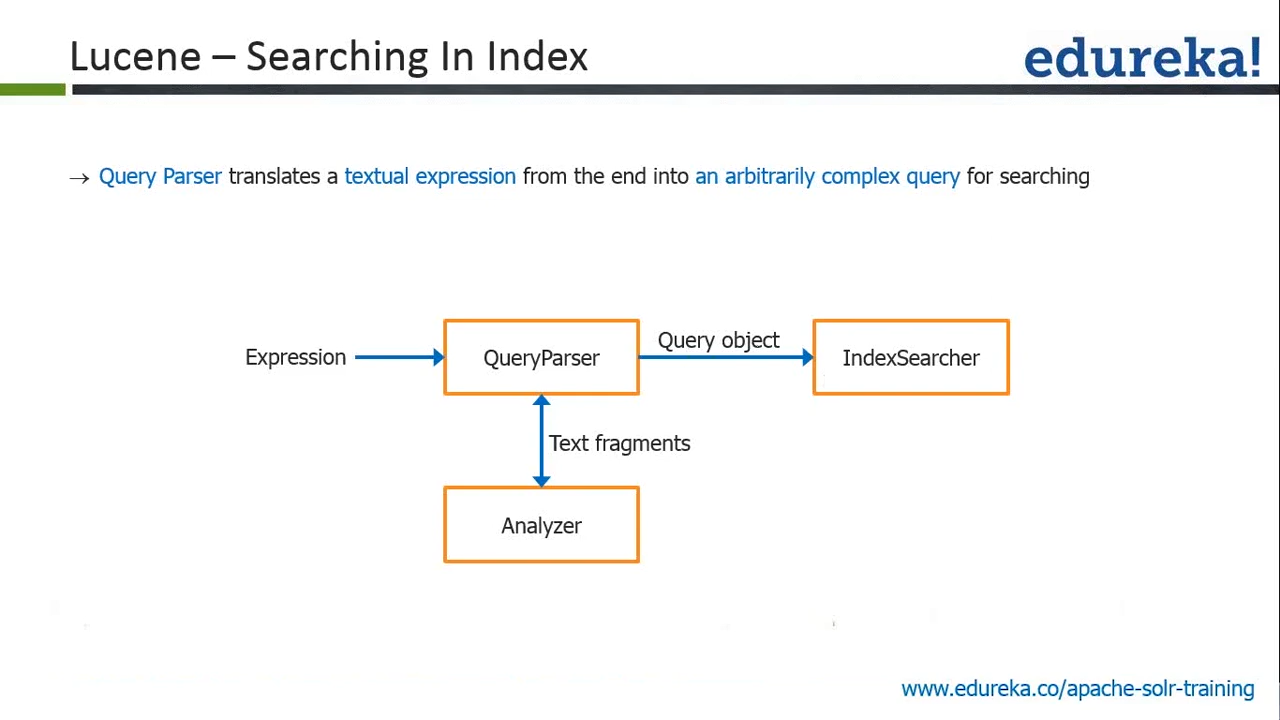 Lucene – Searching In Index
edureka!
→ Query Parser translates a textual expression from the end into an arbitrarily complex query for searching
Expression
QueryParser
Query object
IndexSearcher
Text fragments
Analyzer
www.edureka.co/apache-solr-training